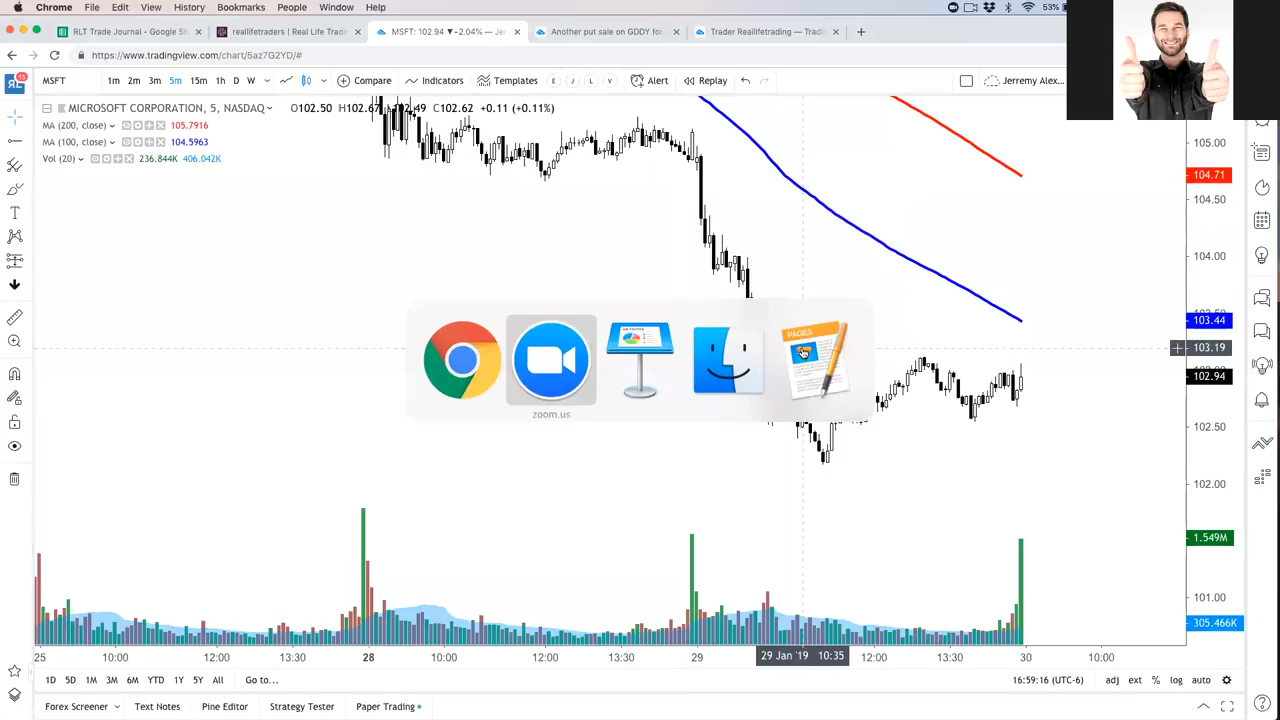 Chrome File Edit View History Bookmarks People Window Help 53%
RLT Trade Journal - Google Sh × reallifetraders | Real Life Tradin × MSFT: 102.94 ▼−2.04% — Jer × Another put sale on GDDY for × Trader Reallifetrading — Tradi ×
https://www.tradingview.com/chart/5az7G2YD/#
15 MSFT 1m 2m 3m 5m 15m 1h D W Compare Indicators Templates E J L V Alert Replay Jerremy Alex...
MICROSOFT CORPORATION, 5, NASDAQ O102.50 C102.62 +0.11 (+0.11%)
MA (200, close) 105.7916
MA (100, close) 104.5963
Vol (20) 236.844K 406.042K
105.00
104.71
104.50
104.00
103.44
103.19
102.94
102.50
102.00
1.549M
101.00
305.466K
PAGES
zoom.us
25 10:00 12:00 13:30 28 10:00 12:00 13:30 29 29 Jan '19 10:35 12:00 13:30 30 10:00
1D 5D 1M 3M 6M YTD 1Y 5Y All Go to... 16:59:16 (UTC-6) adj ext % log auto
Forex Screener Text Notes Pine Editor Strategy Tester Paper Trading